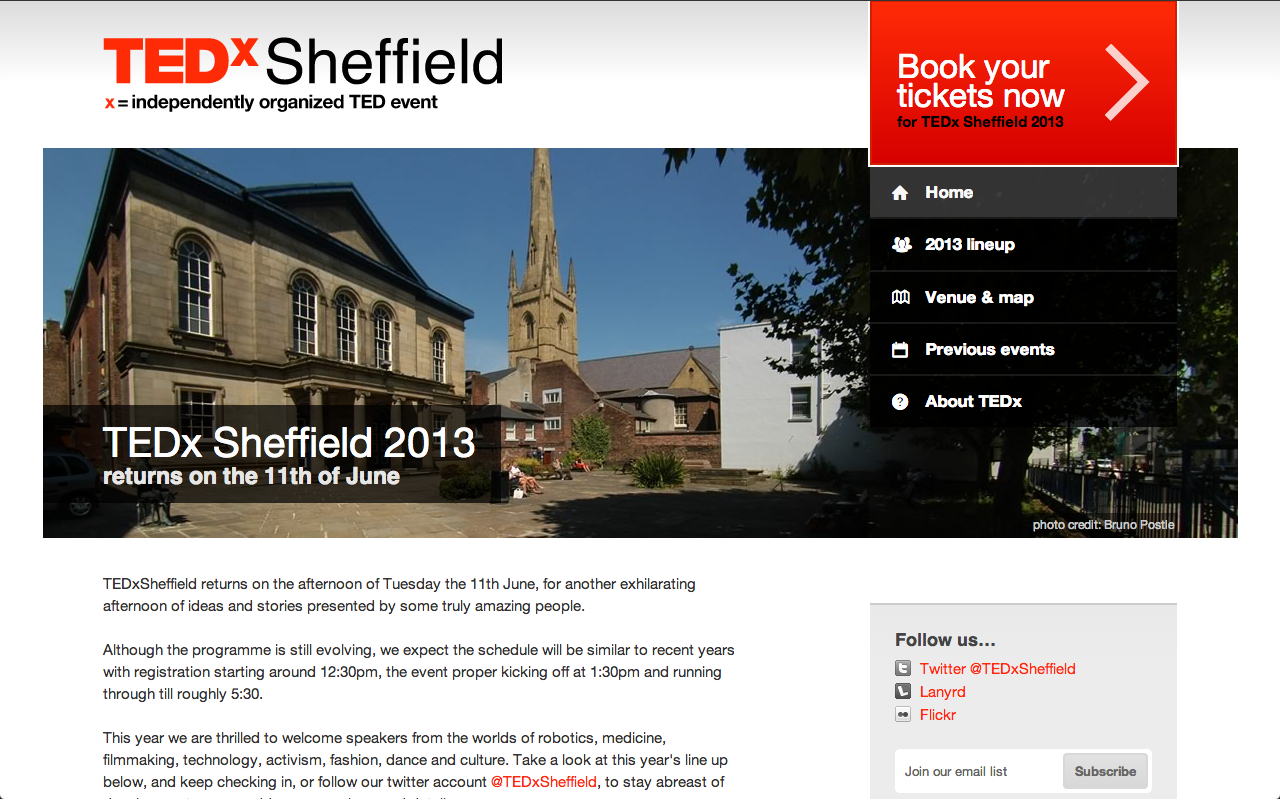 TEDx Sheffield
x = independently organized TED event
Book your
tickets now
for TEDx Sheffield 2013
Home
2013 lineup
Venue & map
Previous events
About TEDx
TEDx Sheffield 2013
returns on the 11th of June
photo credit: Bruno Postle
TEDxSheffield returns on the afternoon of Tuesday the 11th June, for another exhilarating
afternoon of ideas and stories presented by some truly amazing people.
Although the programme is still evolving, we expect the schedule will be similar to recent years
with registration starting around 12:30pm, the event proper kicking off at 1:30pm and running
through till roughly 5:30.
This year we are thrilled to welcome speakers from the worlds of robotics, medicine,
filmmaking, technology, activism, fashion, dance and culture. Take a look at this year's line up
below, and keep checking in, or follow our twitter account @TEDxSheffield, to stay abreast of
Follow us...
Twitter @TEDxSheffield
Lanyrd
Flickr
Join our email list
Subscribe